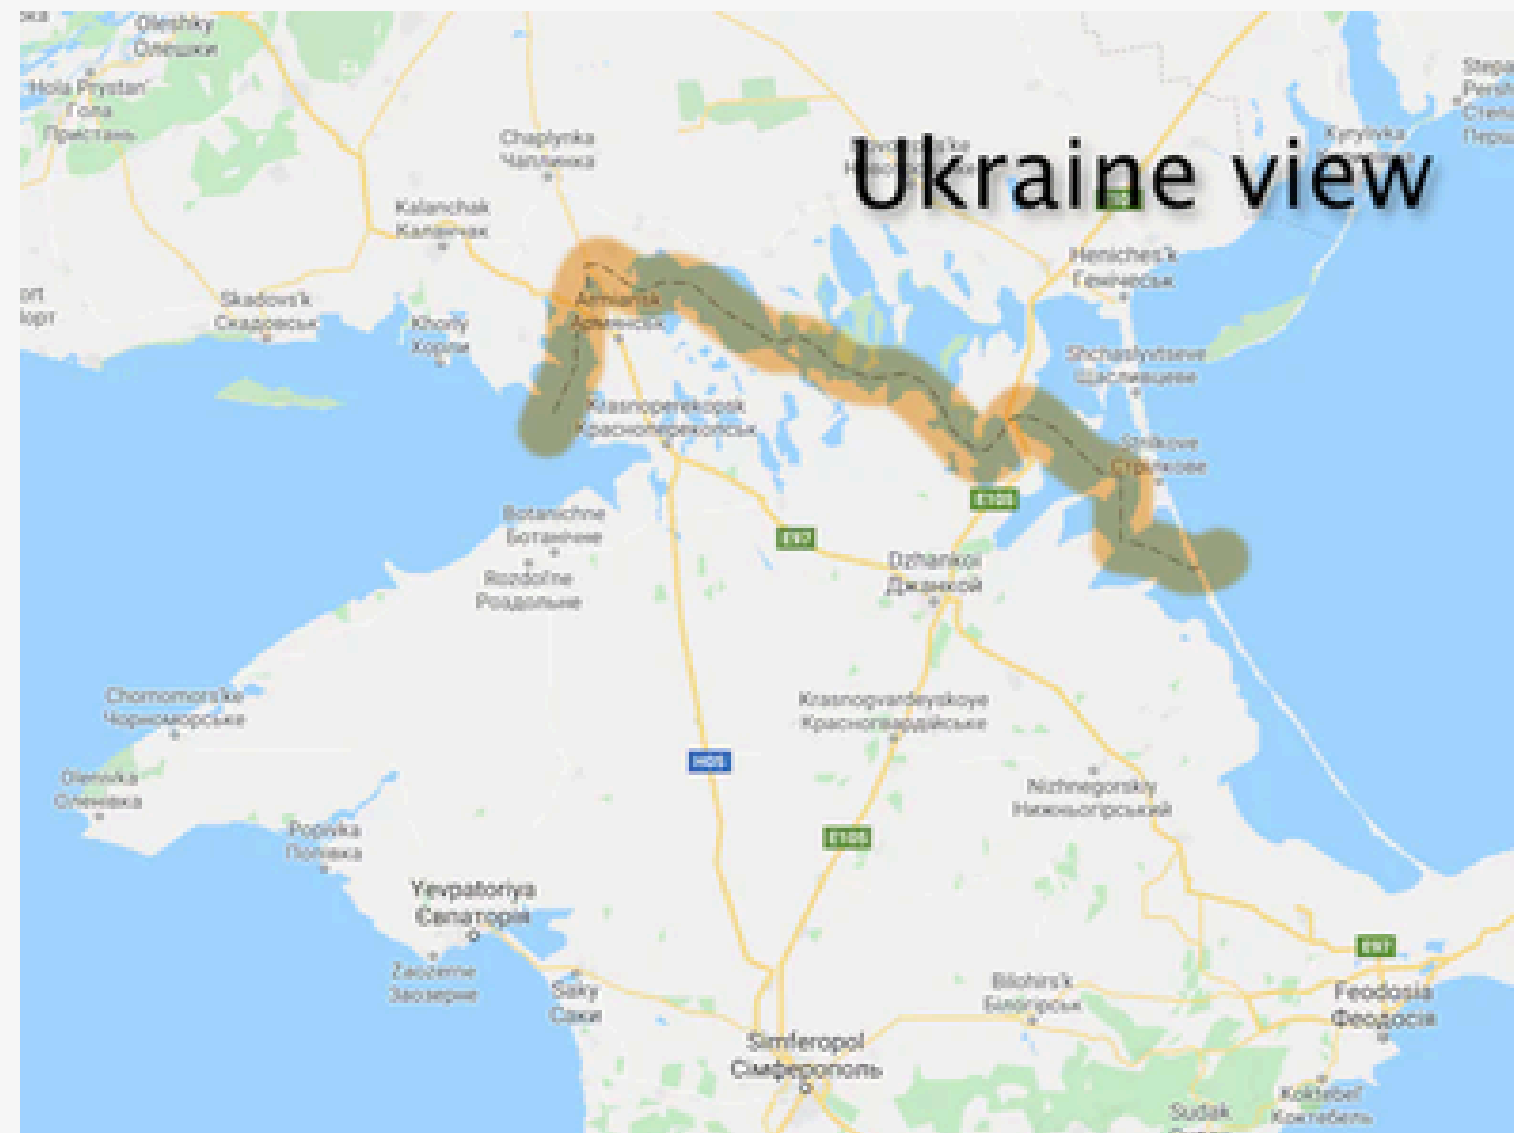 Oleshky
Олешки
Hola Prystan'
Гола
Пристань
Chaplynka
Чаплинка
Ukraine view
Kyrylivka
Kalanchak
Каланчак
Heniches'k
Генічеськ
Skadovs'k
Скадовськ
Armiansk
Армянськ
Khorly
Хорли
Shchaslyvtseve
Щасливцеве
Krasnoperekopsk
Красноперекопськ
Strilkove
Стрілкове
E105
Botanichne
Ботанічне
E97
Dzhankoi
Джанкой
Rozdol'ne
Роздольне
Chornomors'ke
Чорноморське
Krasnogvardeyskoye
Красногвардійське
H05
Olenivka
Оленівка
Nizhnegorskiy
Нижньогірський
Popivka
Попівка
E105
Yevpatoriya
Євпаторія
E97
Zaozerne
Заозерне
Saky
Саки
Bilohirs'k
Білогірськ
Feodosia
Феодосія
Simferopol
Сімферополь
Koktebel'
Коктебель
Sudak